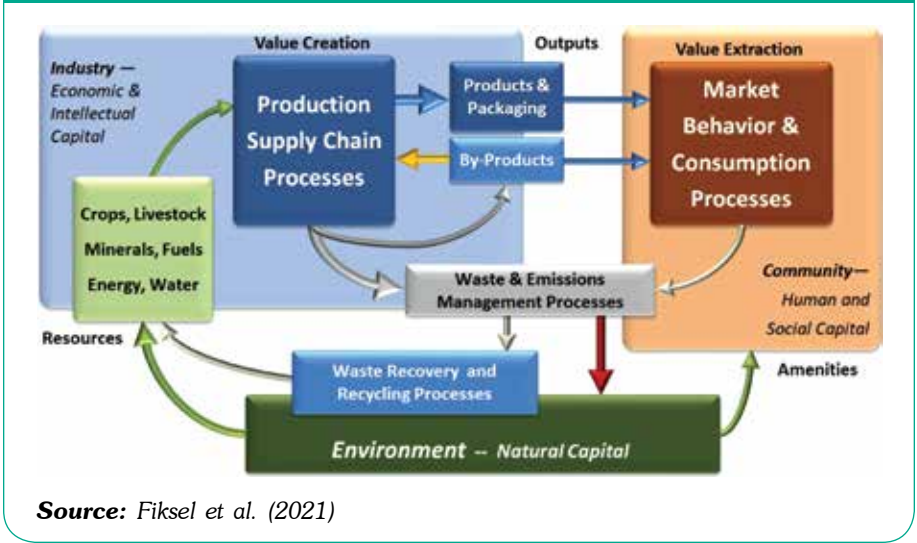 Value Creation
Outputs
Value Extraction
Industry —
Economic &
Intellectual
Capital
Production
Supply Chain
Processes
Products &
Packaging
By-Products
Market
Behavior &
Consumption
Processes
Crops, Livestock
Minerals, Fuels
Energy, Water
Waste & Emissions
Management Processes
Community—
Human and
Social Capital
Resources
Waste Recovery and
Recycling Processes
Amenities
Environment -- Natural Capital
Source: Fiksel et al. (2021)